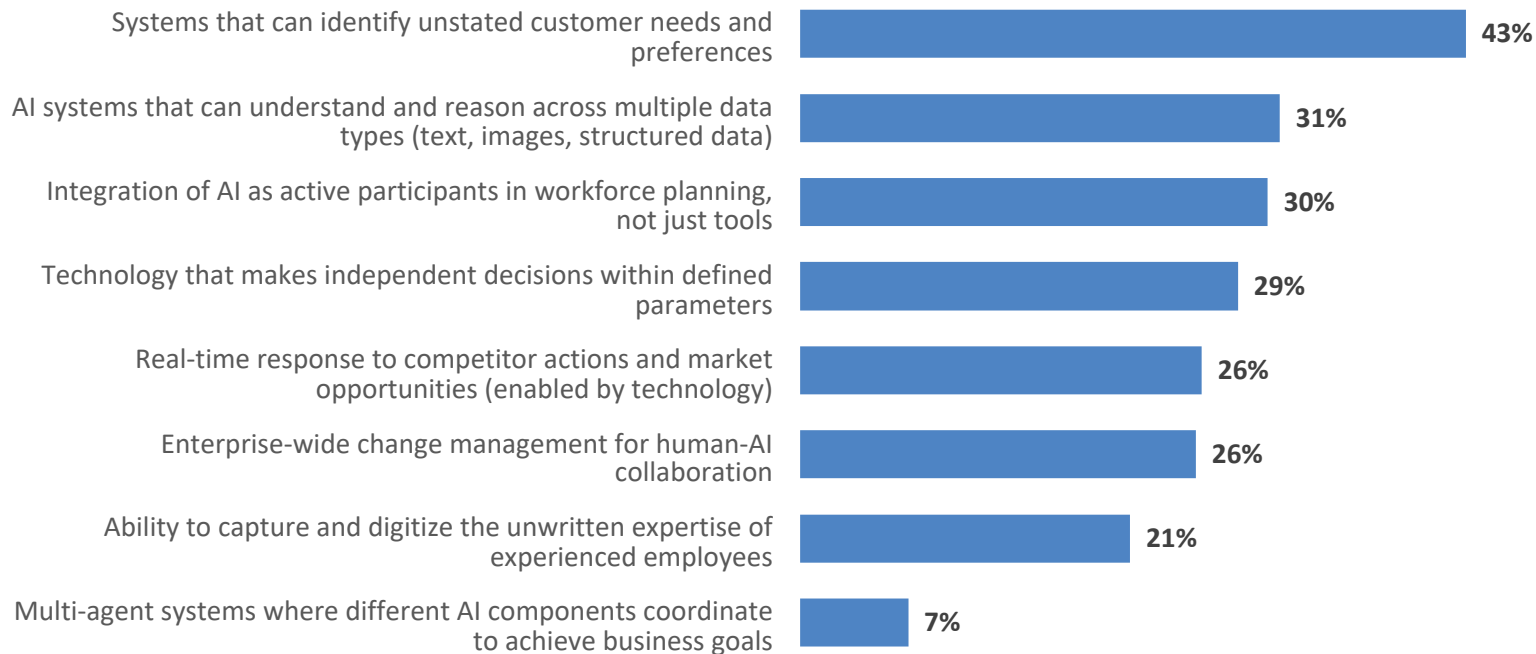 Systems that can identify unstated customer needs and
preferences
43%
AI systems that can understand and reason across multiple data
types (text, images, structured data)
31%
Integration of AI as active participants in workforce planning,
not just tools
30%
Technology that makes independent decisions within defined
parameters
29%
Real-time response to competitor actions and market
opportunities (enabled by technology)
26%
Enterprise-wide change management for human-AI
collaboration
26%
Ability to capture and digitize the unwritten expertise of
experienced employees
21%
Multi-agent systems where different AI components coordinate
to achieve business goals
7%